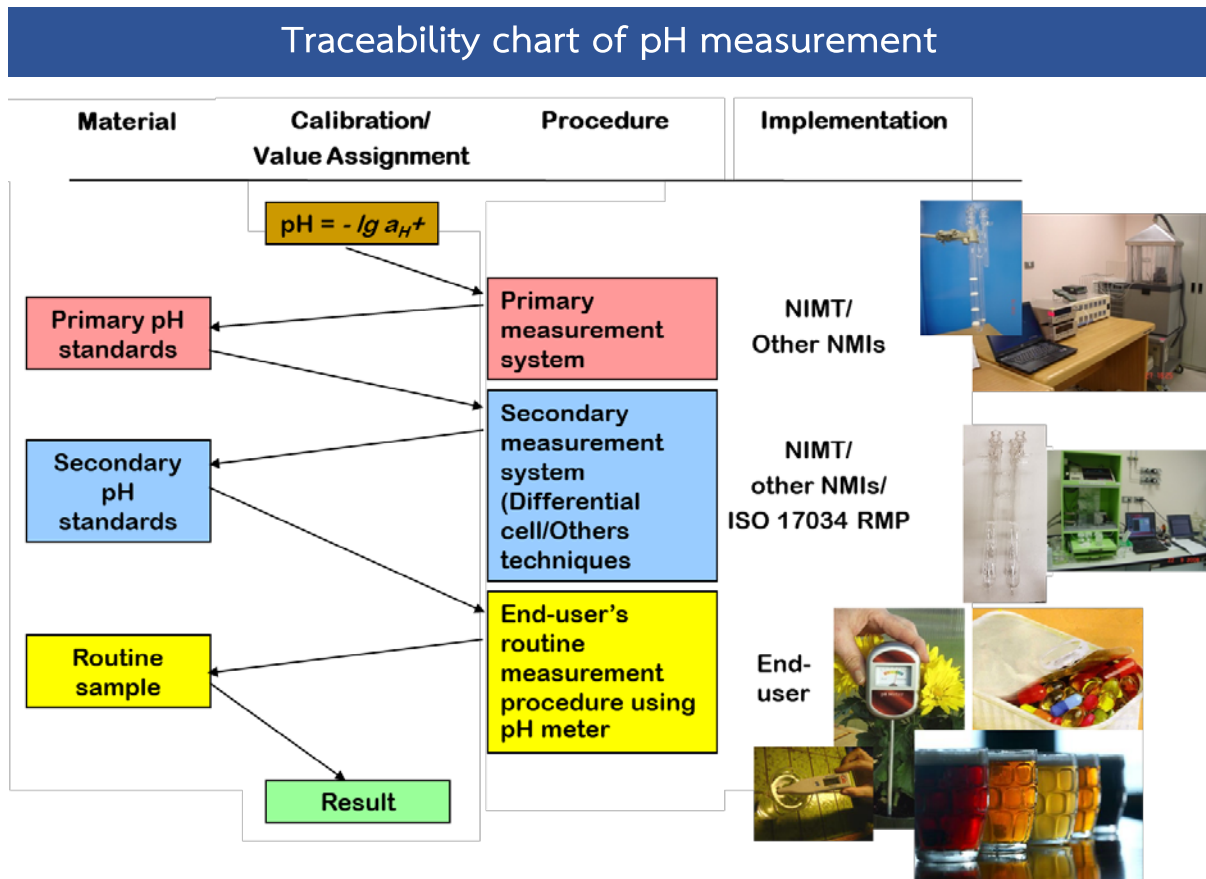 Traceability chart of pH measurement
Material
Calibration/
Value Assignment
Procedure
Implementation
pH = - lg aH+
Primary pH
standards
Primary
measurement
system
NIMT/
Other NMIs
Secondary
pH
standards
Secondary
measurement
system
(Differential
cell/Others
techniques
NIMT/
other NMIs/
ISO 17034 RMP
Routine
sample
End-user's
routine
measurement
procedure using
pH meter
End-
user
Result